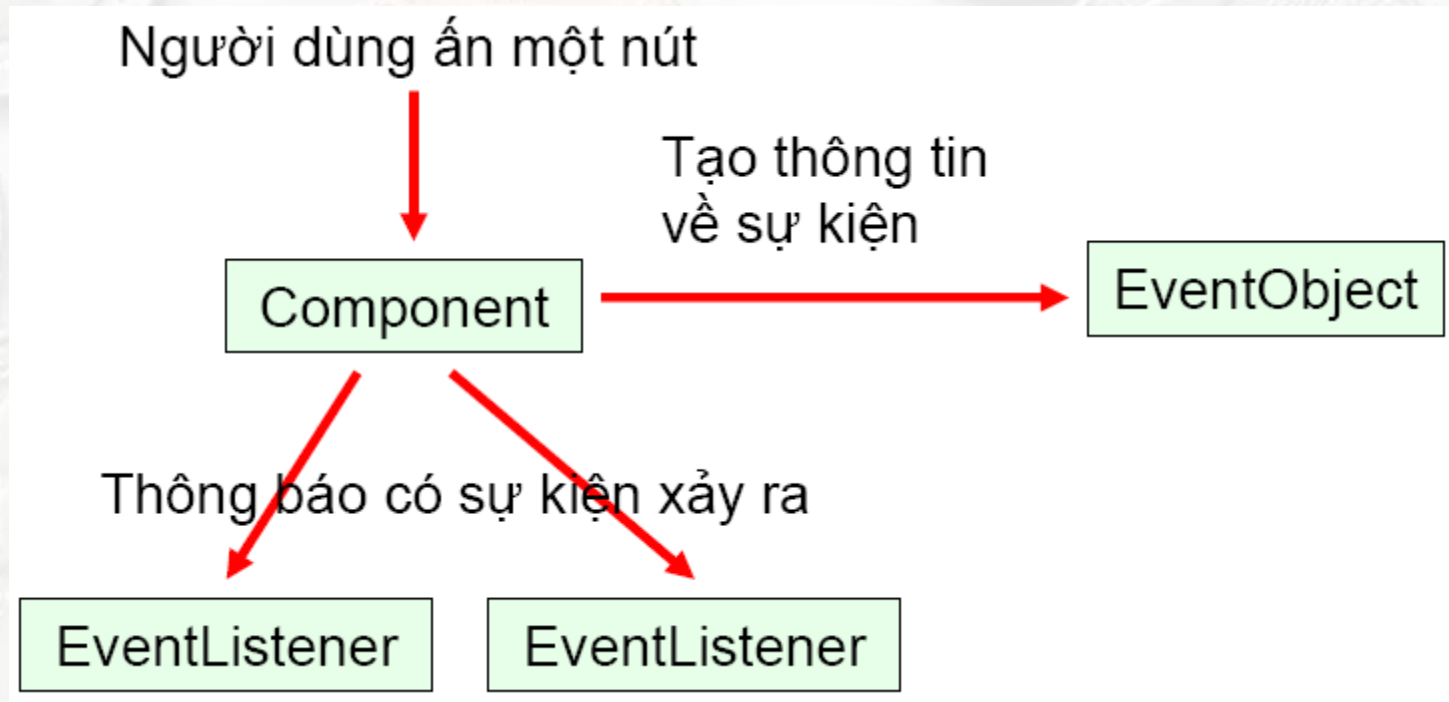 Người dùng ấn một nút
Tạo thông tin
về sự kiện
Component
EventObject
Thông báo có sự kiện xảy ra
EventListener
EventListener